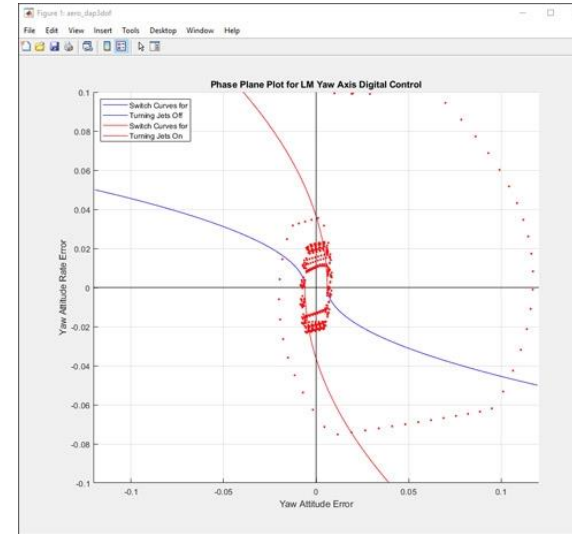 Figure 1: aero_dap3dof
File Edit View Insert Tools Desktop Window Help
Phase Plane Plot for LM Yaw Axis Digital Control
Switch Curves for
Turning Jets Off
Switch Curves for
Turning Jets On
0.1
0.08
0.06
0.04
0.02
0
-0.02
-0.04
-0.06
-0.08
-0.1
Yaw Attitude Rate Error
-0.1 -0.05 0 0.05 0.1
Yaw Attitude Error